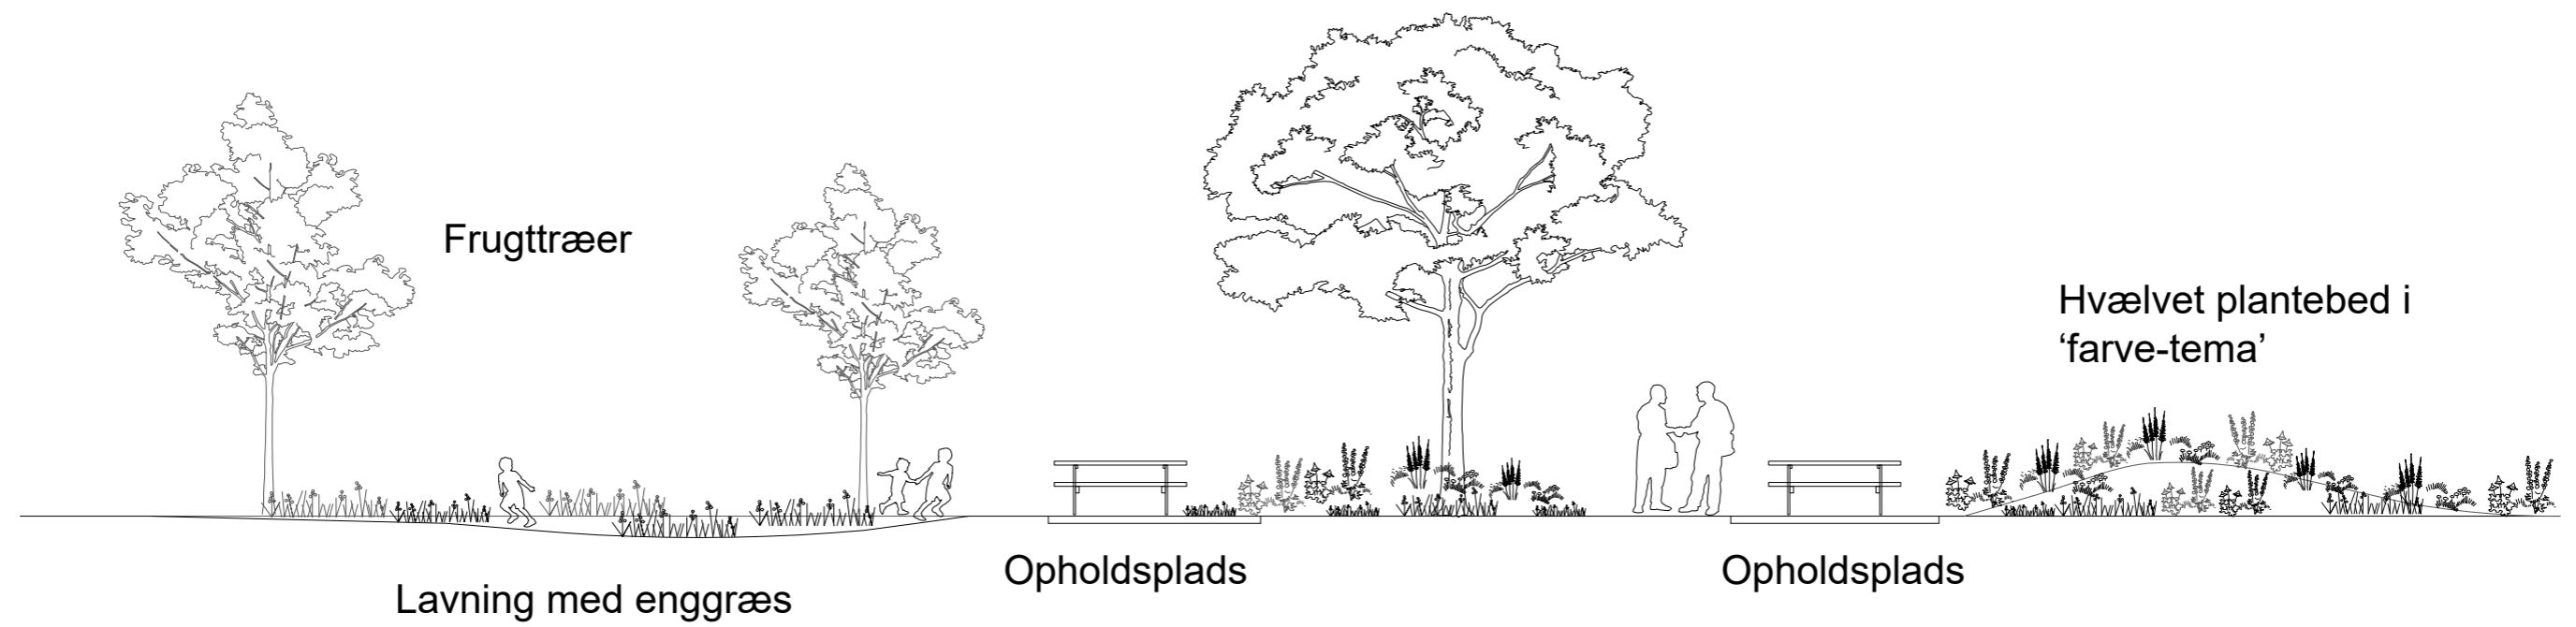 Frugttræer
Hvælvet plantebed i
‘farve-tema’
Opholdsplads
Opholdsplads
Lavning med enggræs